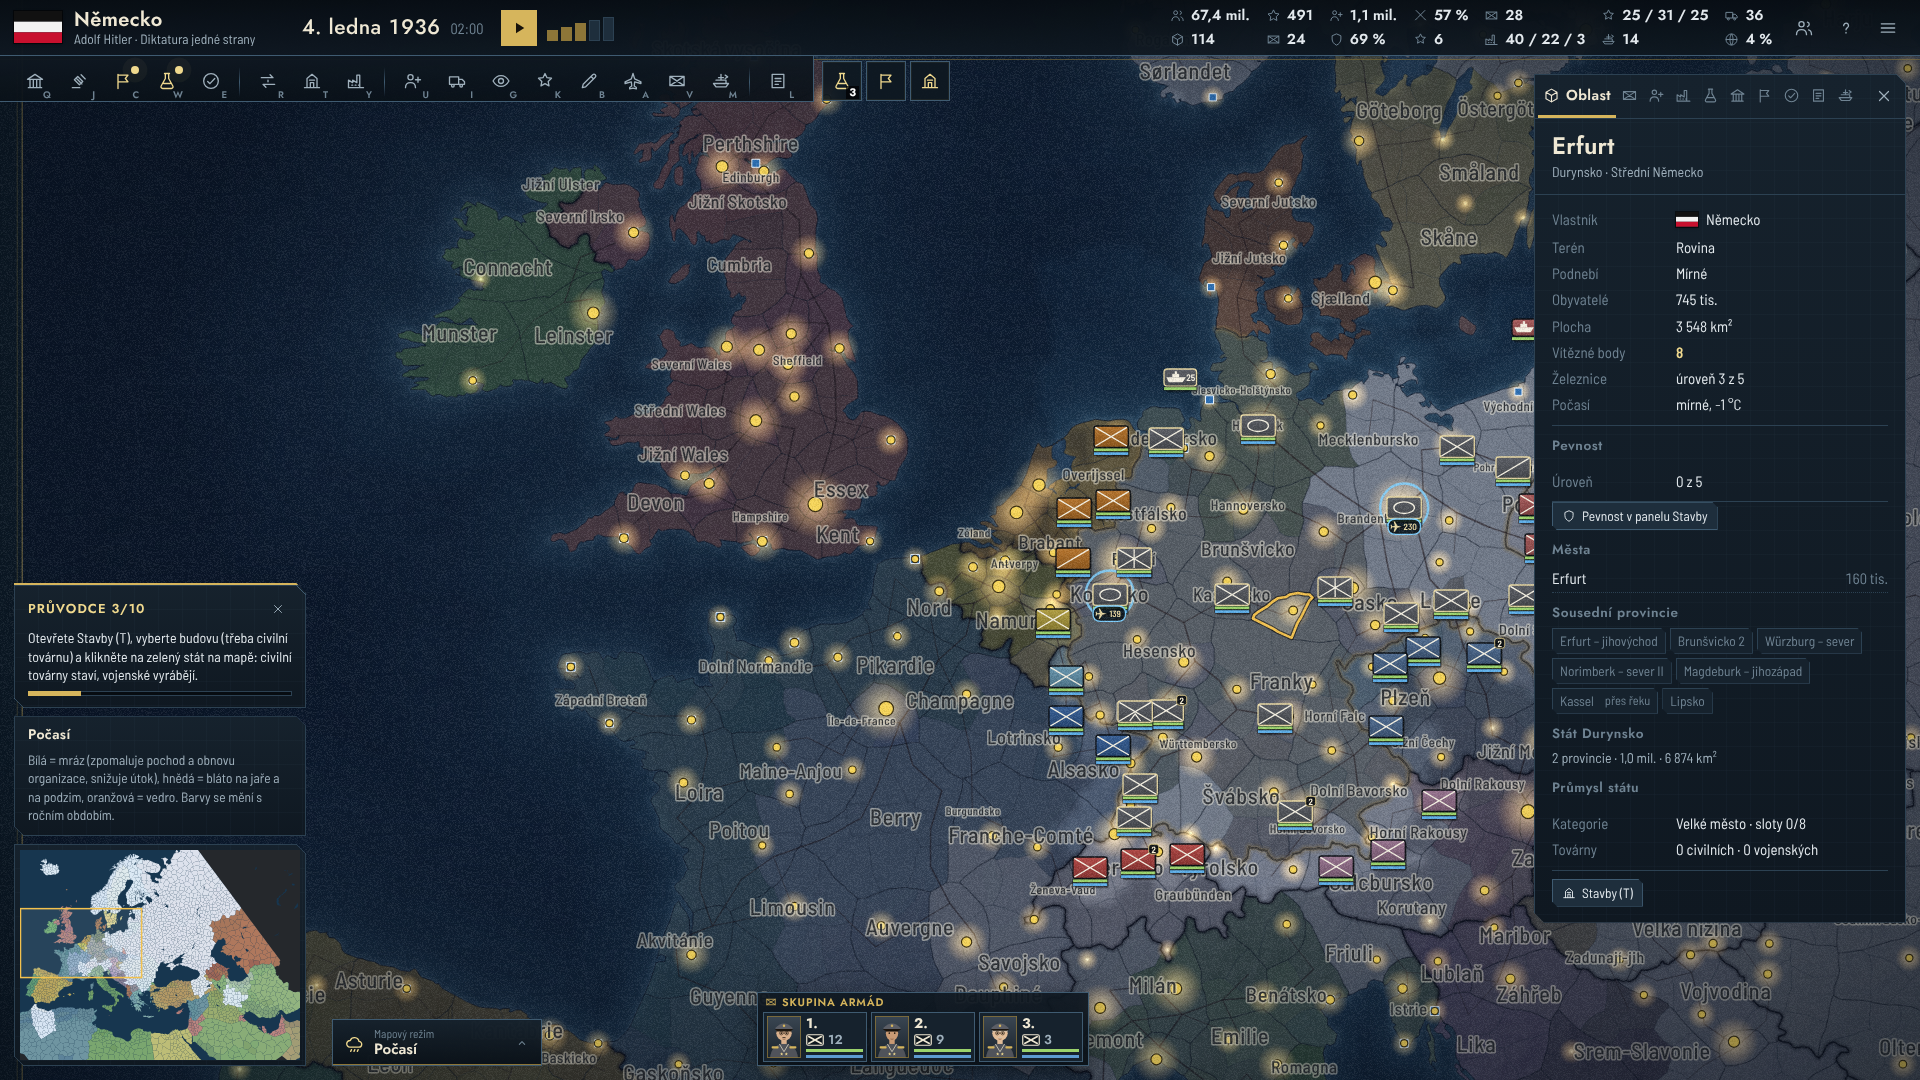 Německo
Adolf Hitler · Diktatura jedné strany
4. ledna 1936 02:00
67,4 mil. 491 1,1 mil. 57 % 28 25 / 31 / 25 36
114 24 69 % 6 40 / 22 / 3 14 4 %
?
Q J C W E R T Y U I G K B A V M L
3
Oblast
Erfurt
Durynsko · Střední Německo
Vlastník Německo
Terén Rovina
Podnebí Mírné
Obyvatelé 745 tis.
Plocha 3 548 km²
Vítězné body 8
Železnice úroveň 3 z 5
Počasí mírné, -1 °C
Pevnost
Úroveň 0 z 5
Pevnost v panelu Stavby
Města
Erfurt 160 tis.
Sousední provincie
Erfurt – jihovýchod Brunšvicko 2 Würzburg – sever
Norimberk – sever II Magdeburk – jihozápad
Kassel přes řeku Lipsko
Stát Durynsko
2 provincie · 1,0 mil. · 6 874 km²
Průmysl státu
Kategorie Velké město · sloty 0/8
Továrny 0 civilních · 0 vojenských
Stavby (T)
PRŮVODCE 3/10
Otevřete Stavby (T), vyberte budovu (třeba civilní
továrnu) a klikněte na zelený stát na mapě: civilní
továrny staví, vojenské vyrábějí.
Počasí
Bílá = mráz (zpomaluje pochod a obnovu
organizace, snižuje útok), hnědá = bláto na jaře a
na podzim, oranžová = vedro. Barvy se mění s
ročním obdobím.
Mapový režim
Počasí
SKUPINA ARMÁD
1. 12
2. 9
3. 3
Sørlandet
Göteborg
Perthshire
Edinburgh
Jižní Ulster
Jižní Skotsko
Severní Irsko
Småland
Severní Jutsko
Skåne
Connacht
Cumbria
Jižní Jutsko
Sjælland
Munster
Leinster
Severní Wales
Sheffield
25
Střední Wales
Mecklenbursko
Jižní Wales
Overijssel
Devon
Essex
Hannoversko
Hampshire
Kent
Zéland
Brabant
Brunšvicko
230
Antverpy
Nord
139
Namur
Hesensko
Dolní Normandie
Pikardie
Franky
Plzeň
Západní Bretaň
Champagne
Île-de-France
2
2
Horní Falc
Lotrinsko
Württembersko
Maine-Anjou
Alsasko
Loira
Švábsko
Dolní Bavorsko
Dolní Rakousy
2
Poitou
Berry
Burgundsko
Franche-Comté
Horní Rakousy
2
Ženeva-Vaud
Graubünden
Limousin
Korutany
Auvergne
Akvitánie
Friuli
Maribor
Velká nížina
Savojsko
Zadunají-jih
Asturie
Milán
Lublaň
Benátsko
Záhřeb
Vojvodina
Istrie
Emilie
Lika
Srem-Slavonie
Baskicko
Romagna
Gaskoňsko
Languedoc